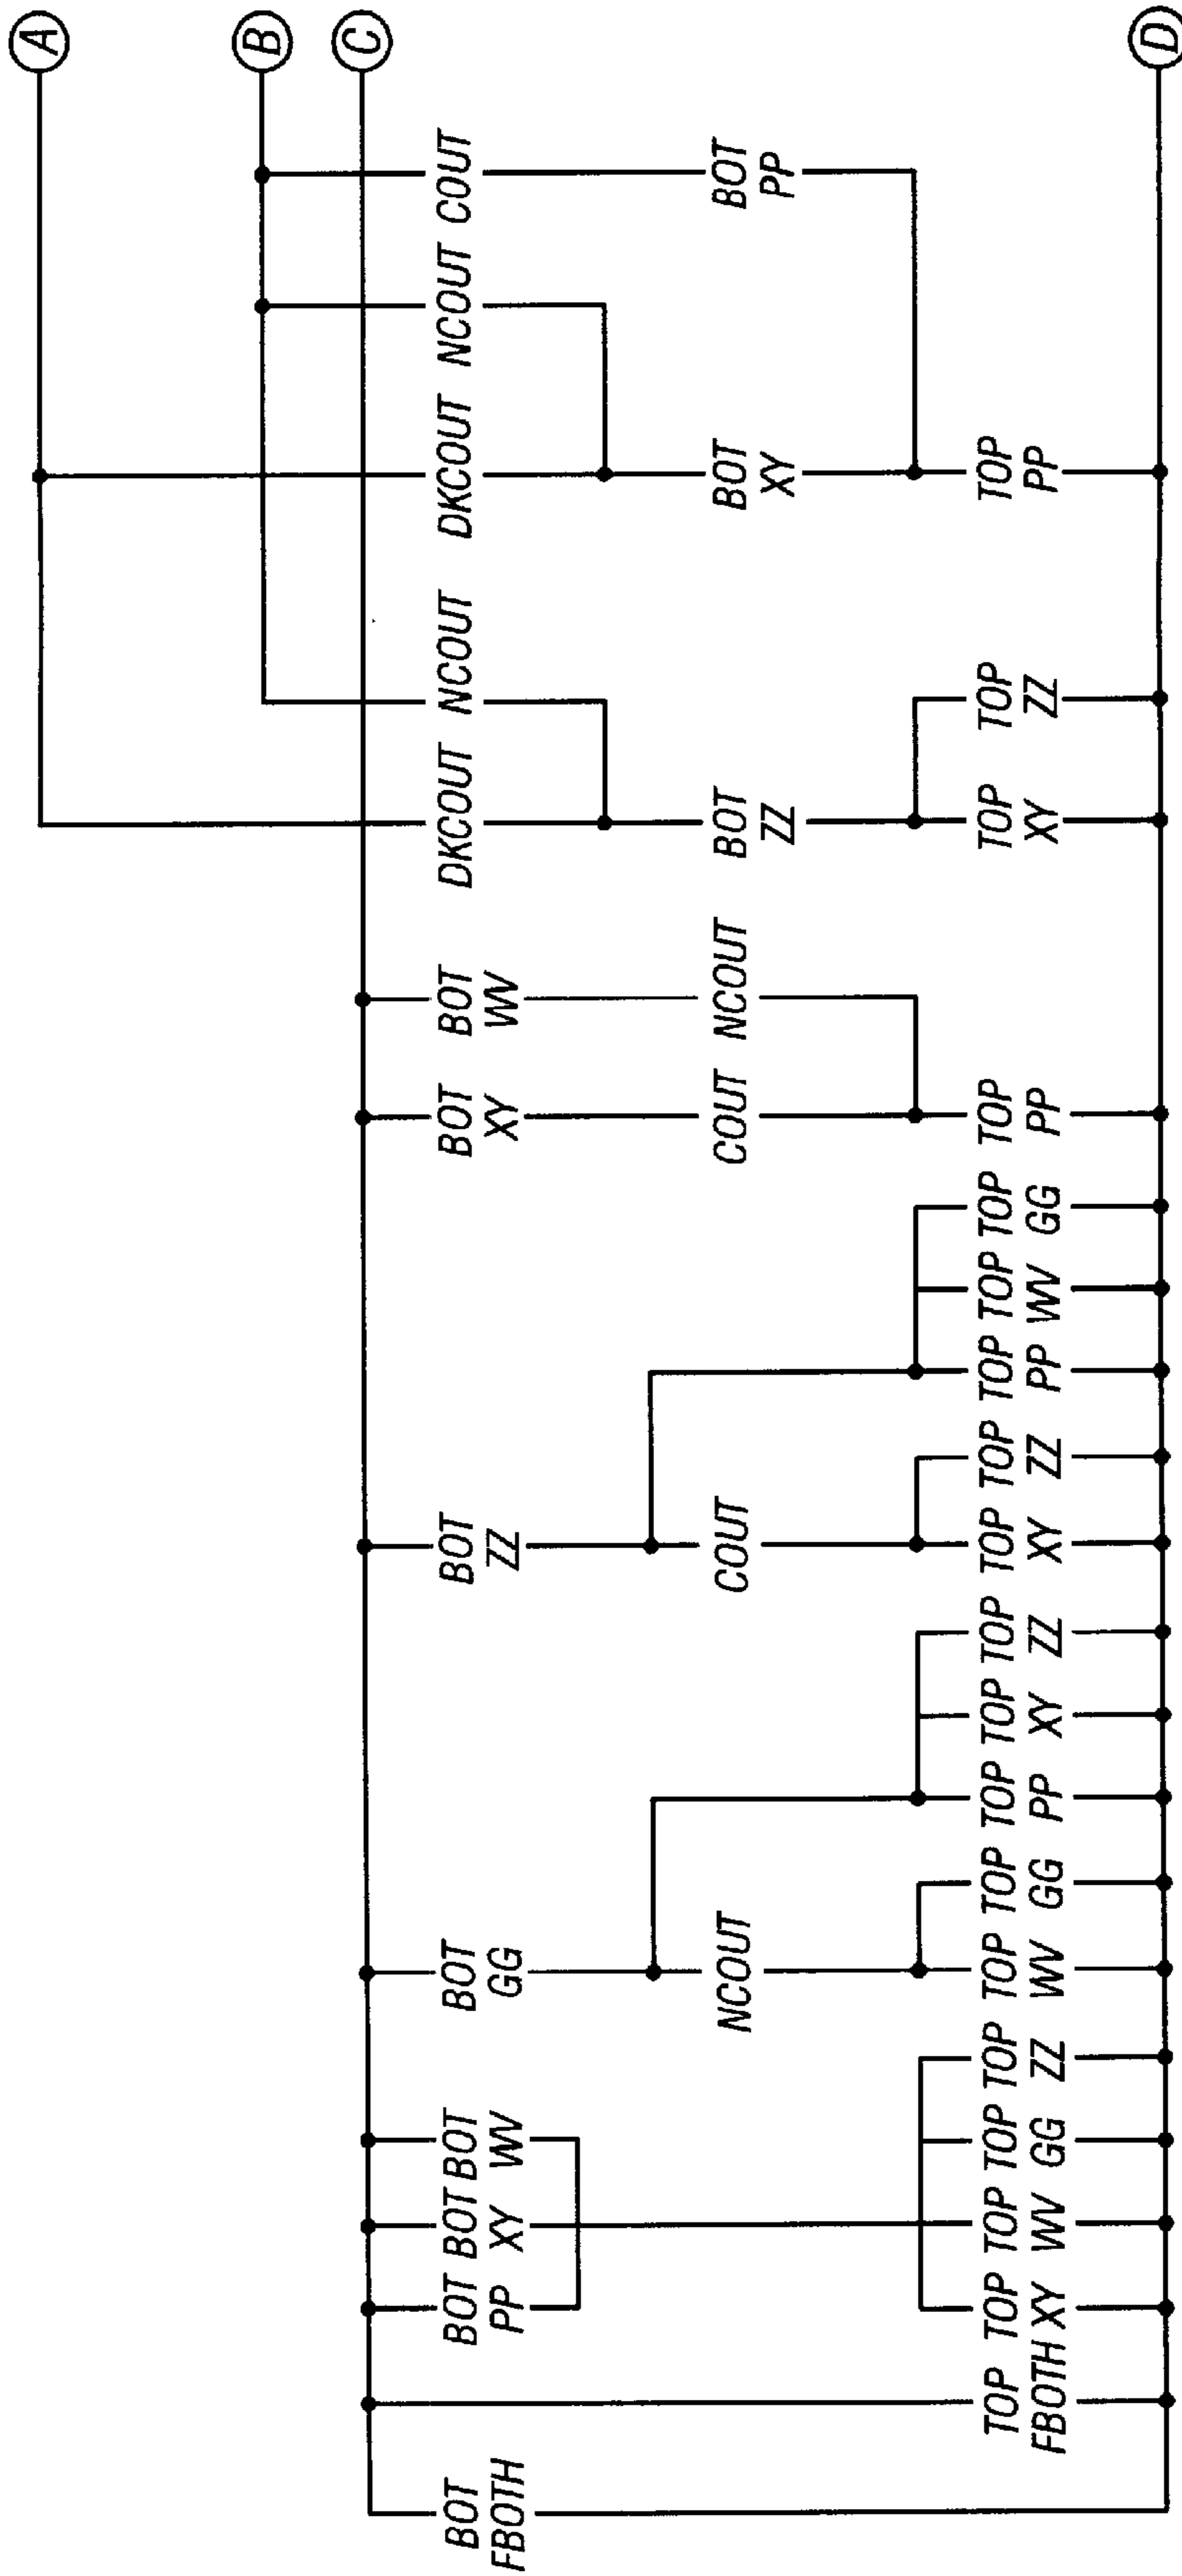 A
B
C
BOT BOT BOT BOT BOT BOT BOT BOT DKCOUT NCOUT DKCOUT NCOUT COUT
FBOTH PP XY WV GG ZZ XY WV
NCOUT COUT COUT NCOUT BOT BOT BOT
ZZ XY PP
TOP TOP TOP TOP TOP TOP TOP TOP TOP TOP TOP TOP TOP TOP TOP TOP TOP TOP TOP
FBOTH XY WV GG ZZ WV GG PP XY ZZ XY ZZ PP WV GG PP XY ZZ PP
D